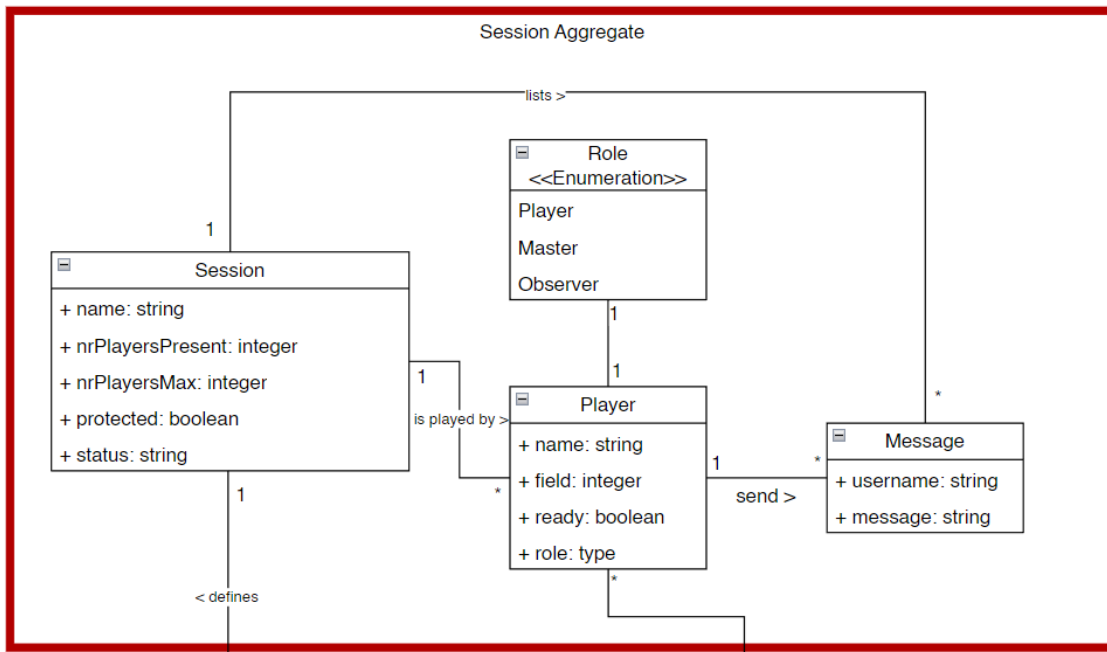 Session Aggregate
lists >
Role
<<Enumeration>>
Player
Master
Observer
1
1
Session
+ name: string
+ nrPlayersPresent: integer
+ nrPlayersMax: integer
+ protected: boolean
+ status: string
1
is played by >
*
1
Player
+ name: string
+ field: integer
+ ready: boolean
+ role: type
*
1
send >
*
*
Message
+ username: string
+ message: string
1
< defines